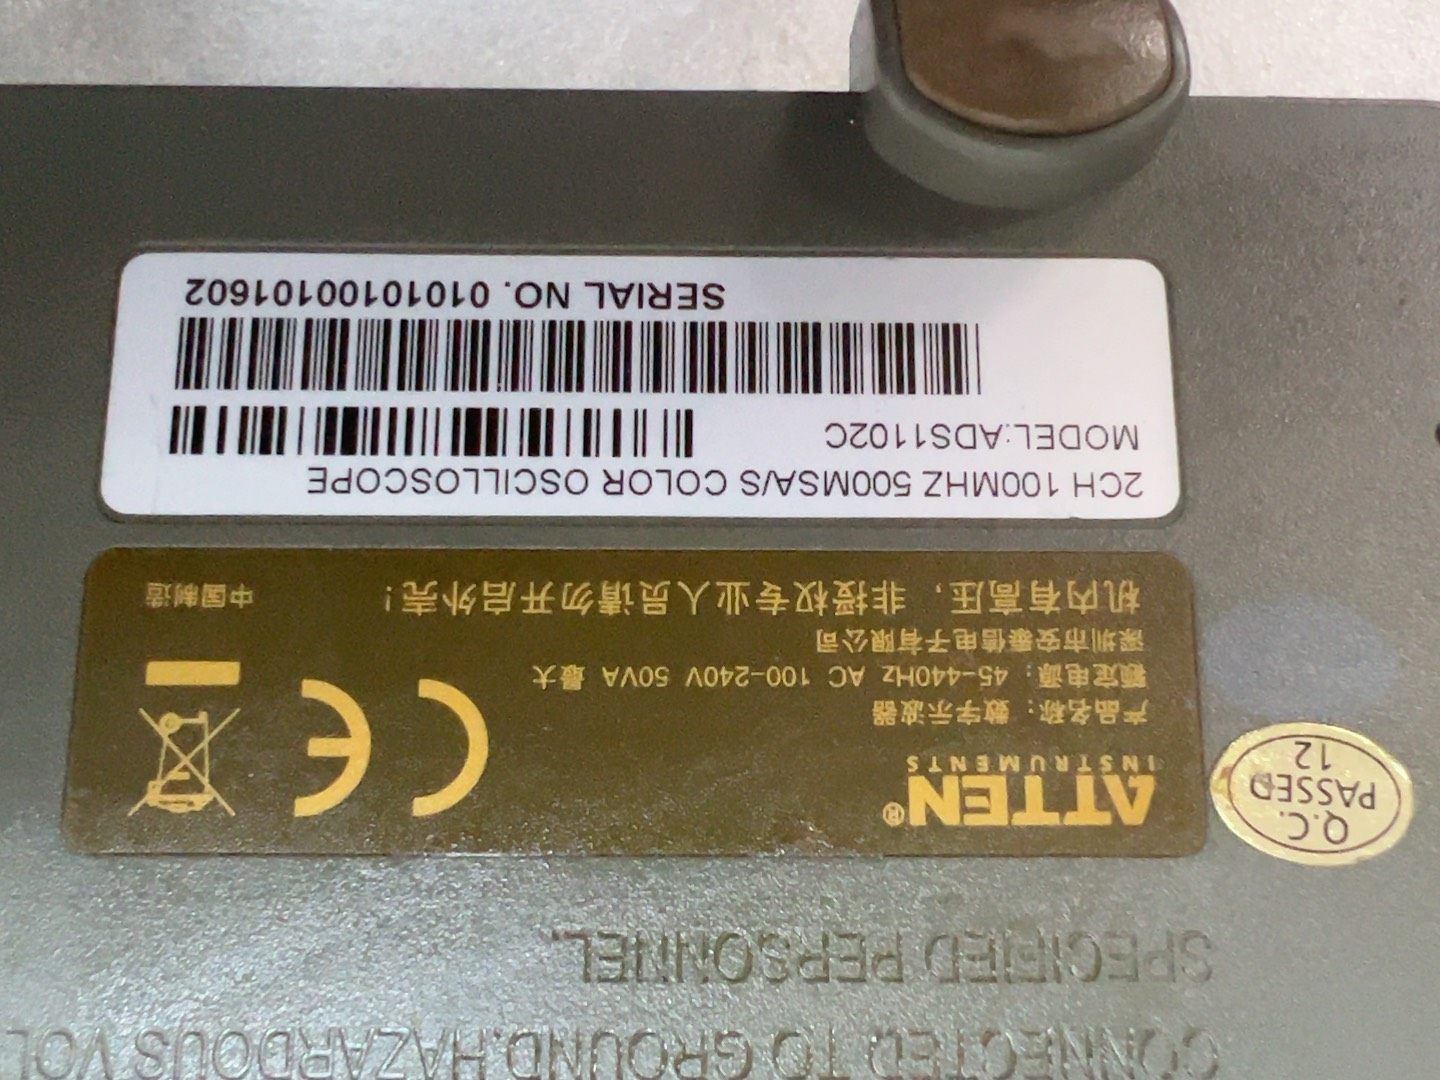 CONNECTED TO GROUND. HAZARDOUS VOL
SPECIFIED PERSONNEL.
ATTEN®
INSTRUMENTS
产品名称：数字示波器
额定电源：45-440Hz AC 100-240V 50VA 最大
深圳市安泰信电子有限公司
机内有高压，非授权专业人员请勿开启外壳！
中国制造
CE
Q.C.
PASSED
12
2CH 100MHZ 500MSA/S COLOR OSCILLOSCOPE
MODEL:ADS1102C
SERIAL NO. 0101010010101602